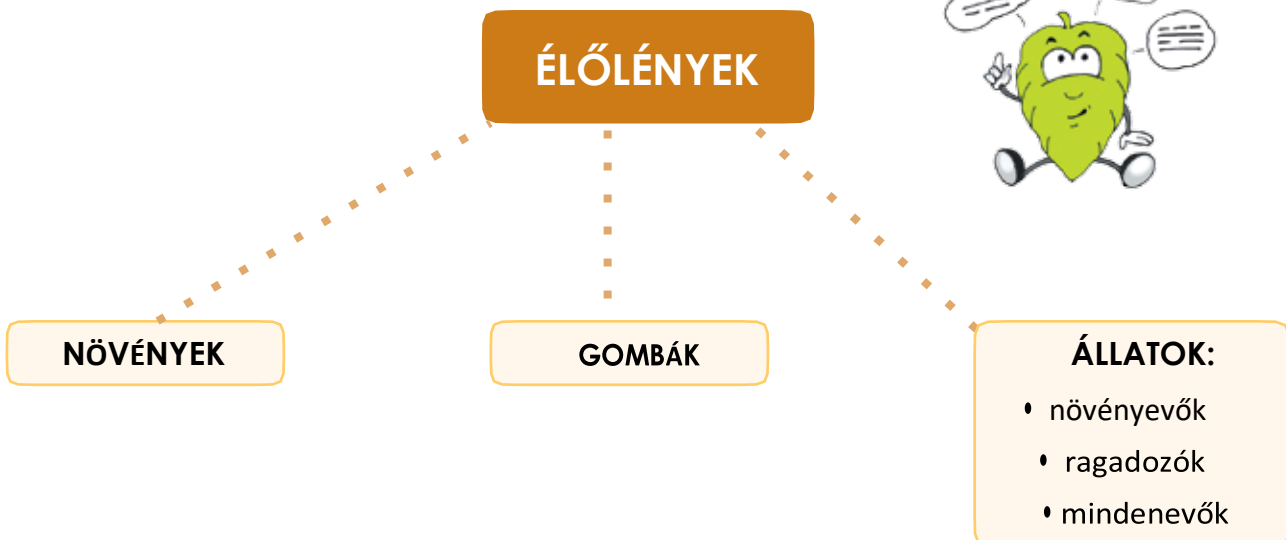 ÉLŐLÉNYEK
NÖVÉNYEK
GOMBÁK
ÁLLATOK:
• növényevők
• ragadozók
• mindenevők